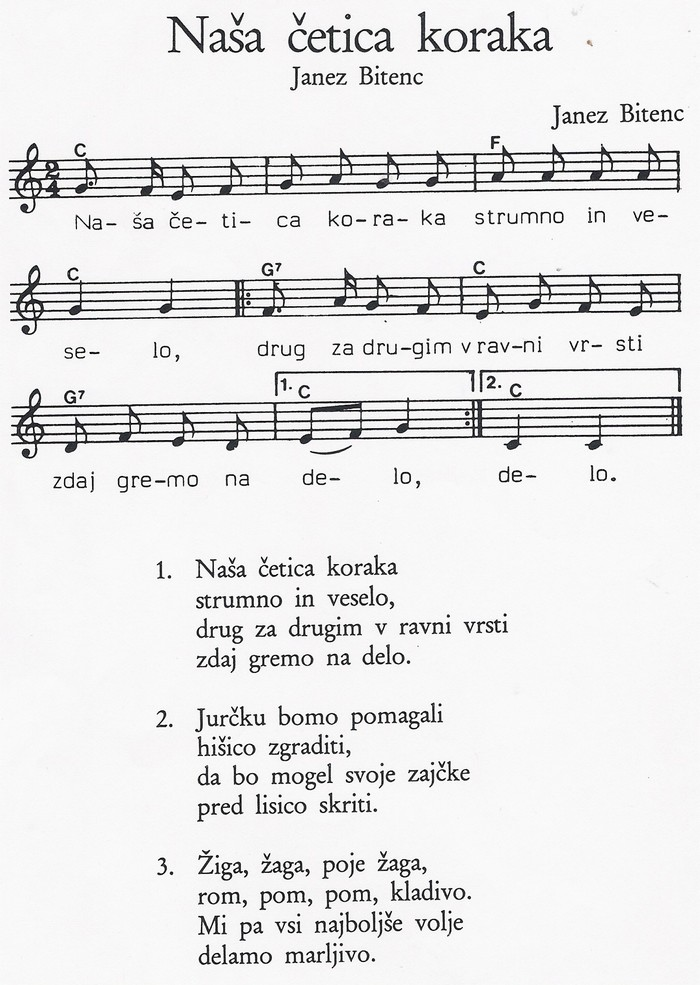 Naša četica koraka
Janez Bitenc
Janez Bitenc
C F
2
4
Na- ša če- ti- ca ko-ra- ka strumno in ve-
C G7 C
se- lo, drug za dru-gim v rav-ni vr- sti
G7 1. C 2. C
zdaj gre-mo na de- lo, de- lo.
1. Naša četica koraka
strumno in veselo,
drug za drugim v ravni vrsti
zdaj gremo na delo.
2. Jurčku bomo pomagali
hišico zgraditi,
da bo mogel svoje zajčke
pred lisico skriti.
3. Žiga, žaga, poje žaga,
rom, pom, pom, kladivo.
Mi pa vsi najboljše volje
delamo marljivo.